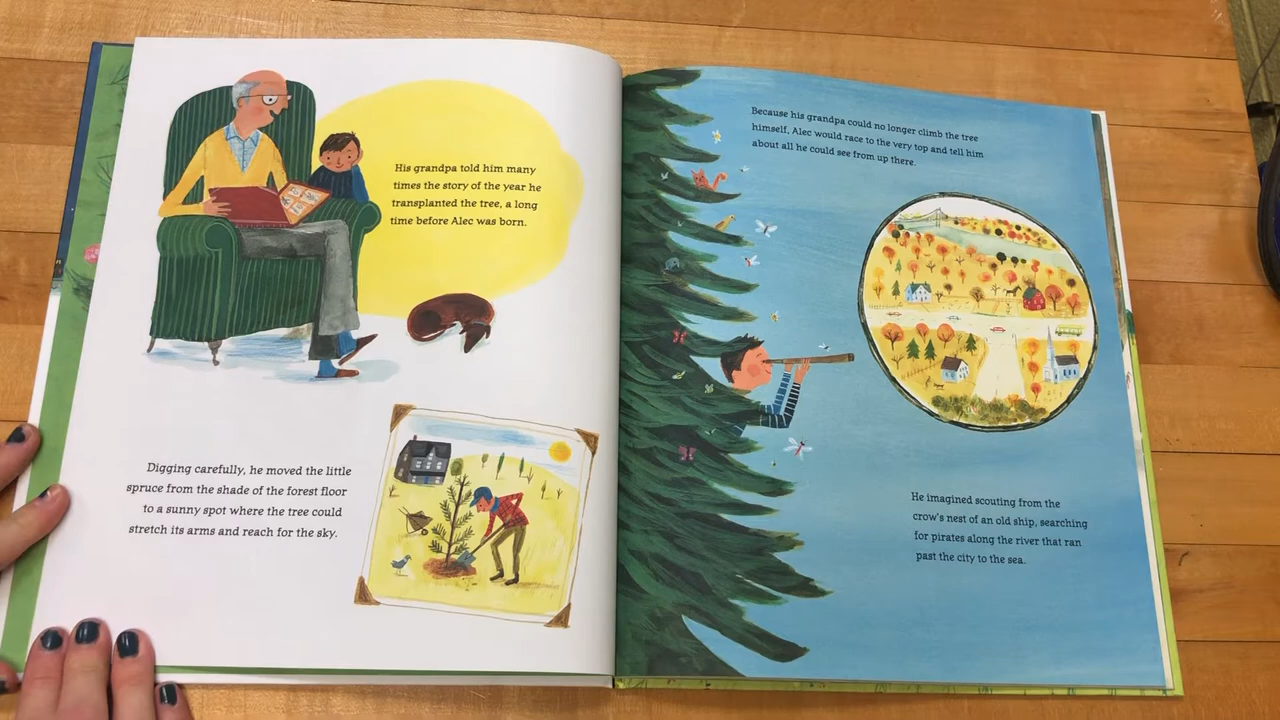 His grandpa told him many
times the story of the year he
transplanted the tree, a long
time before Alec was born.
Digging carefully, he moved the little
spruce from the shade of the forest floor
to a sunny spot where the tree could
stretch its arms and reach for the sky.
Because his grandpa could no longer climb the tree
himself, Alec would race to the very top and tell him
about all he could see from up there.
He imagined scouting from the
crow's nest of an old ship, searching
for pirates along the river that ran
past the city to the sea.